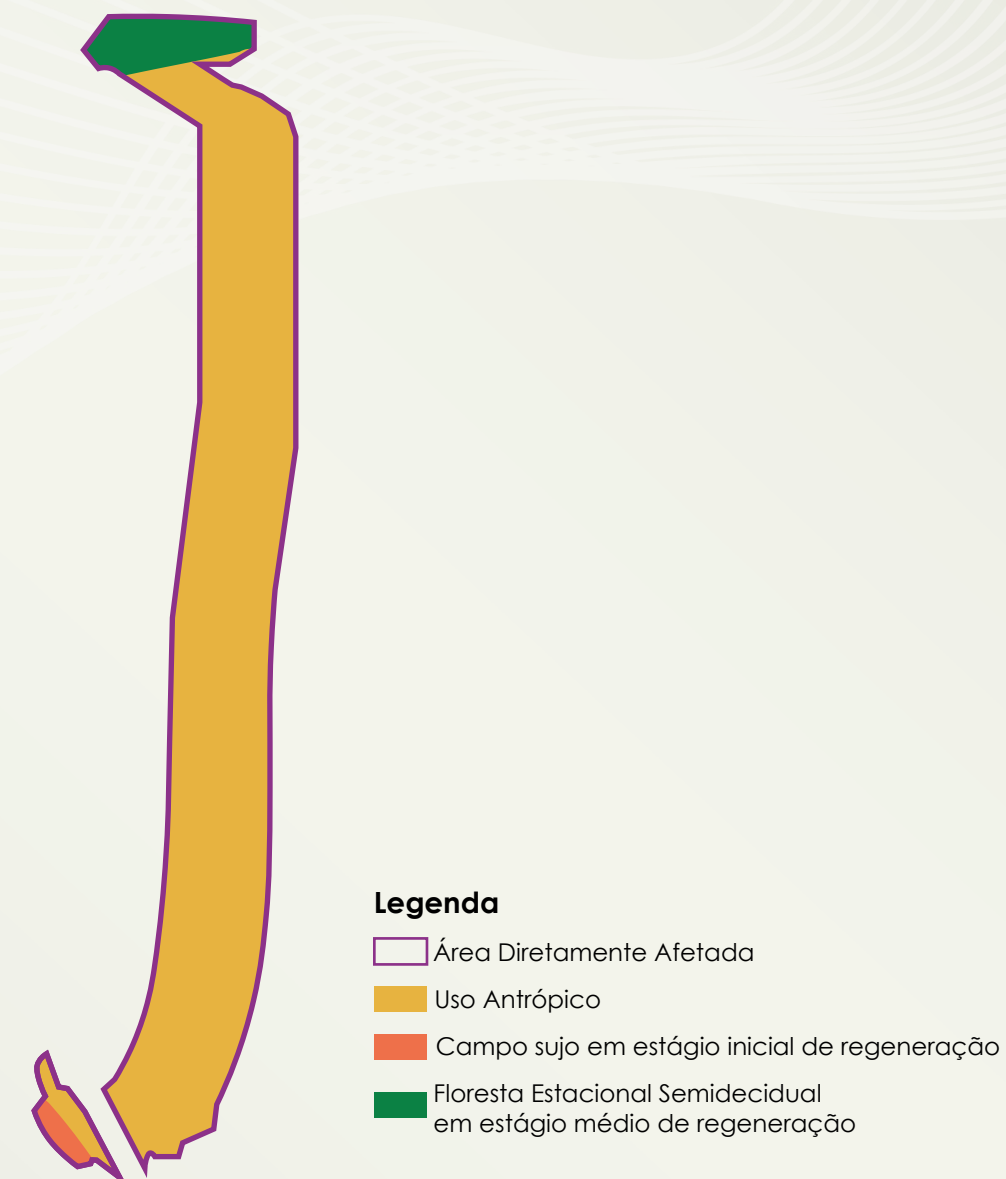 Legenda
Área Diretamente Afetada
Uso Antrópico
Campo sujo em estágio inicial de regeneração
Floresta Estacional Semidecidual
em estágio médio de regeneração